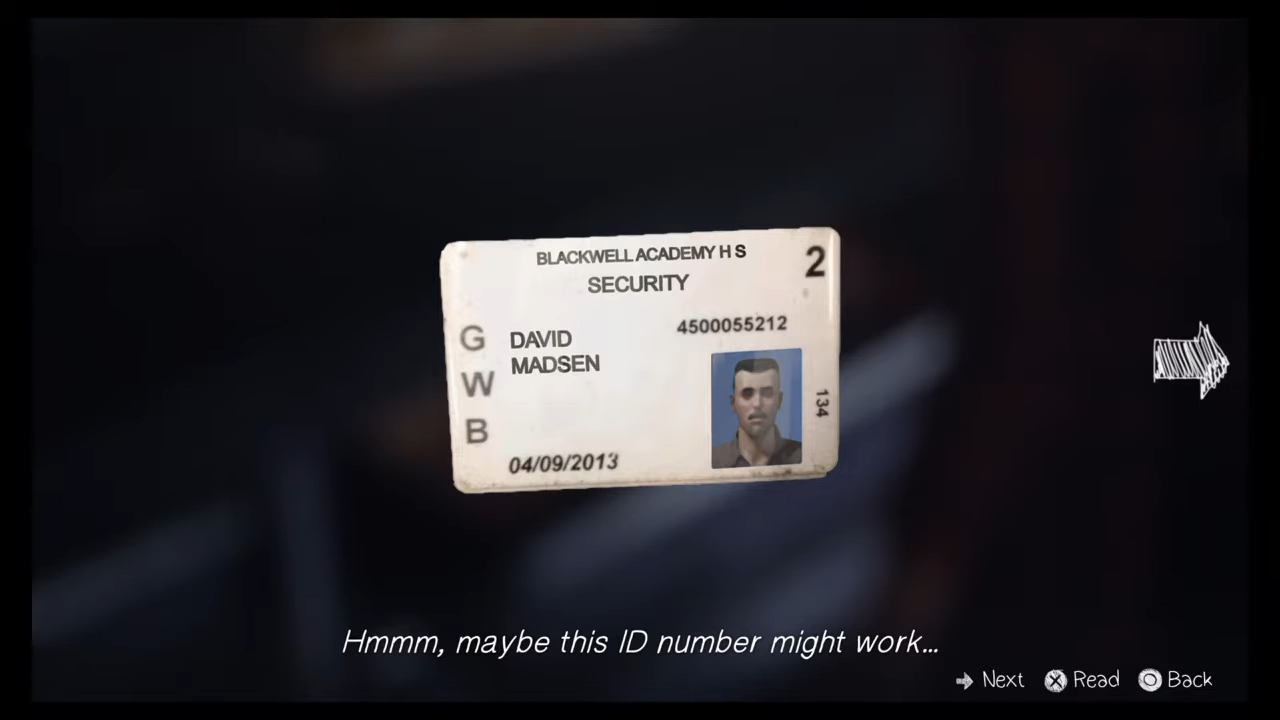 BLACKWELL ACADEMY H S
2
SECURITY
G
DAVID
4500055212
MADSEN
W
134
B
04/09/2013
Hmmm, maybe this ID number might work...
Next Read Back